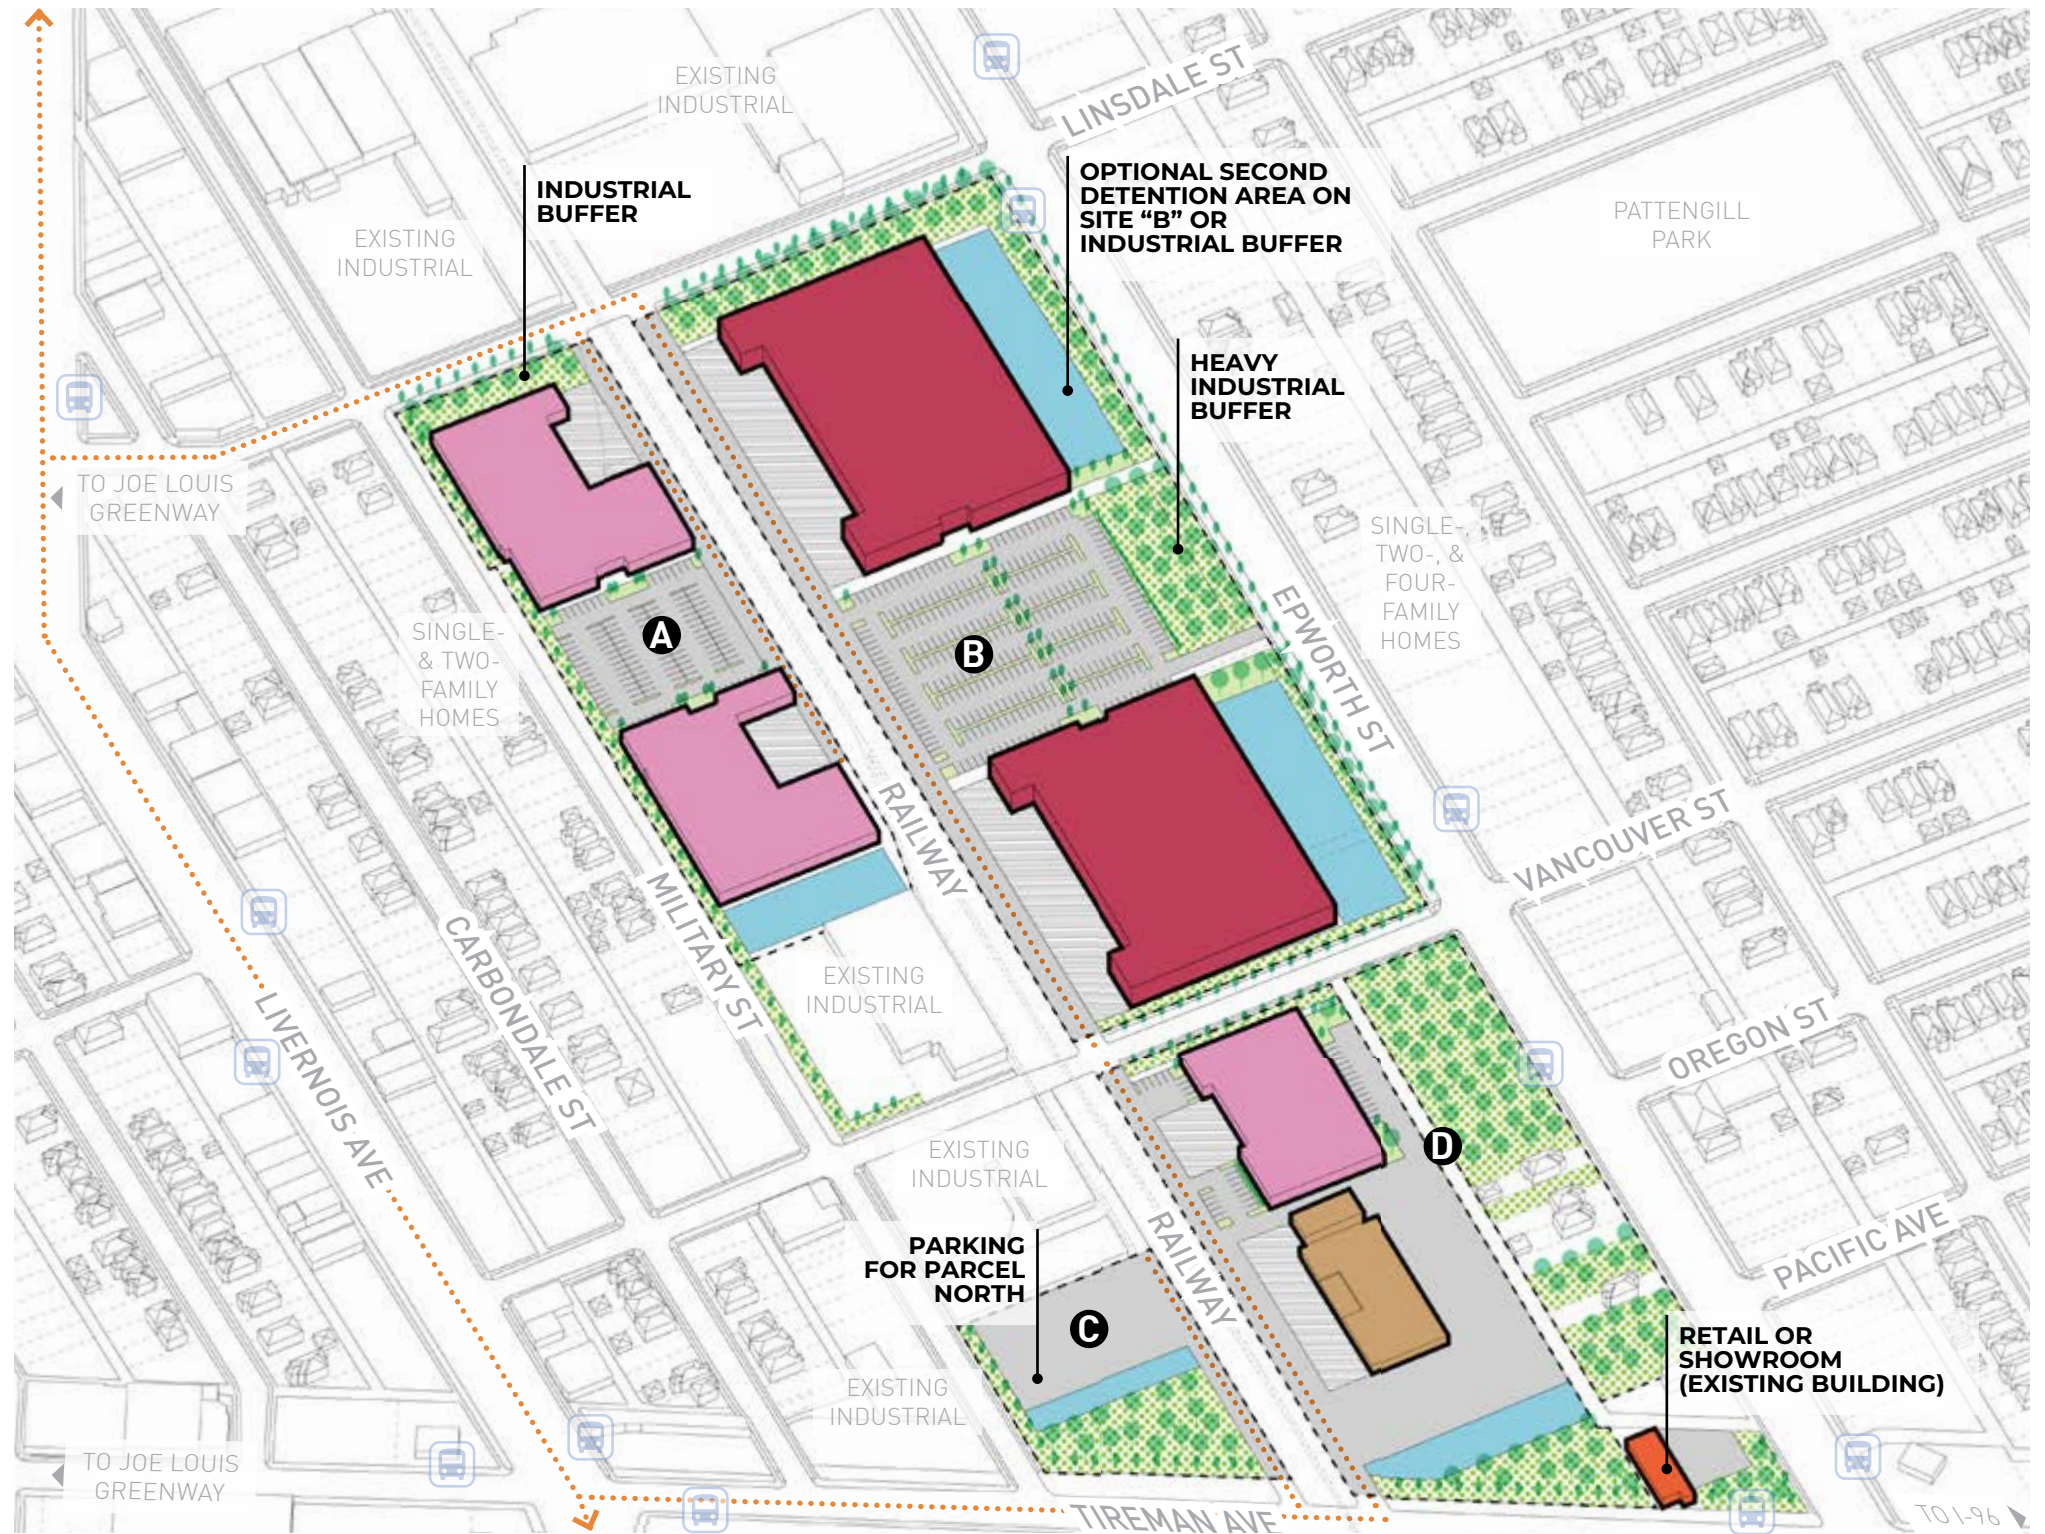 LINSDALE ST
EXISTING
INDUSTRIAL
OPTIONAL SECOND
DETENTION AREA ON
SITE “B” OR
INDUSTRIAL BUFFER
INDUSTRIAL
BUFFER
PATTENGILL
PARK
EXISTING
INDUSTRIAL
HEAVY
INDUSTRIAL
BUFFER
TO JOE LOUIS
GREENWAY
SINGLE-,
TWO-, &
FOUR-
FAMILY
HOMES
SINGLE-
& TWO-
FAMILY
HOMES
A
B
EPWORTH ST
RAILWAY
VANCOUVER ST
MILITARY ST
CARBONDALE ST
LIVERNOIS AVE
EXISTING
INDUSTRIAL
OREGON ST
EXISTING
INDUSTRIAL
D
RAILWAY
PACIFIC AVE
PARKING
FOR PARCEL
NORTH
C
RETAIL OR
SHOWROOM
(EXISTING BUILDING)
EXISTING
INDUSTRIAL
TO JOE LOUIS
GREENWAY
TIREMAN AVE
TO I-96